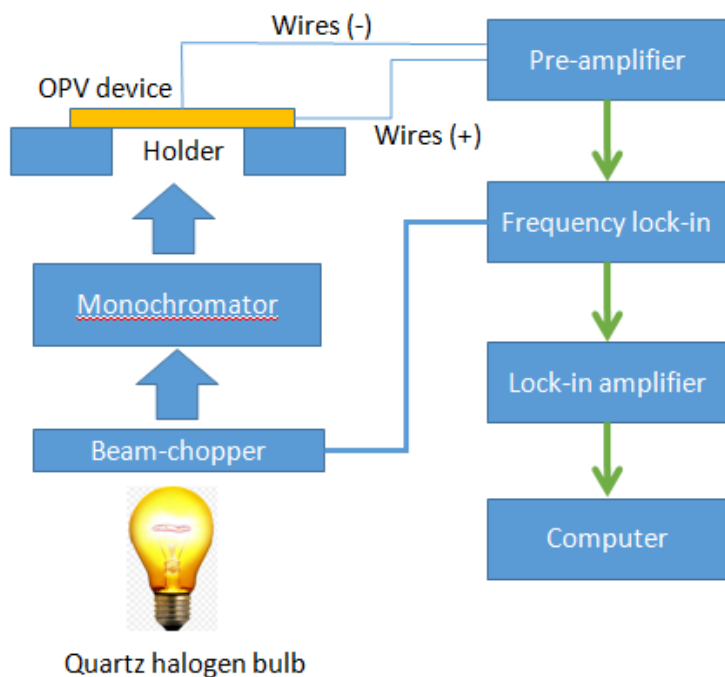 Wires (-)
Pre-amplifier
OPV device
Wires (+)
Holder
Frequency lock-in
Monochromator
Lock-in amplifier
Beam-chopper
Computer
Quartz halogen bulb